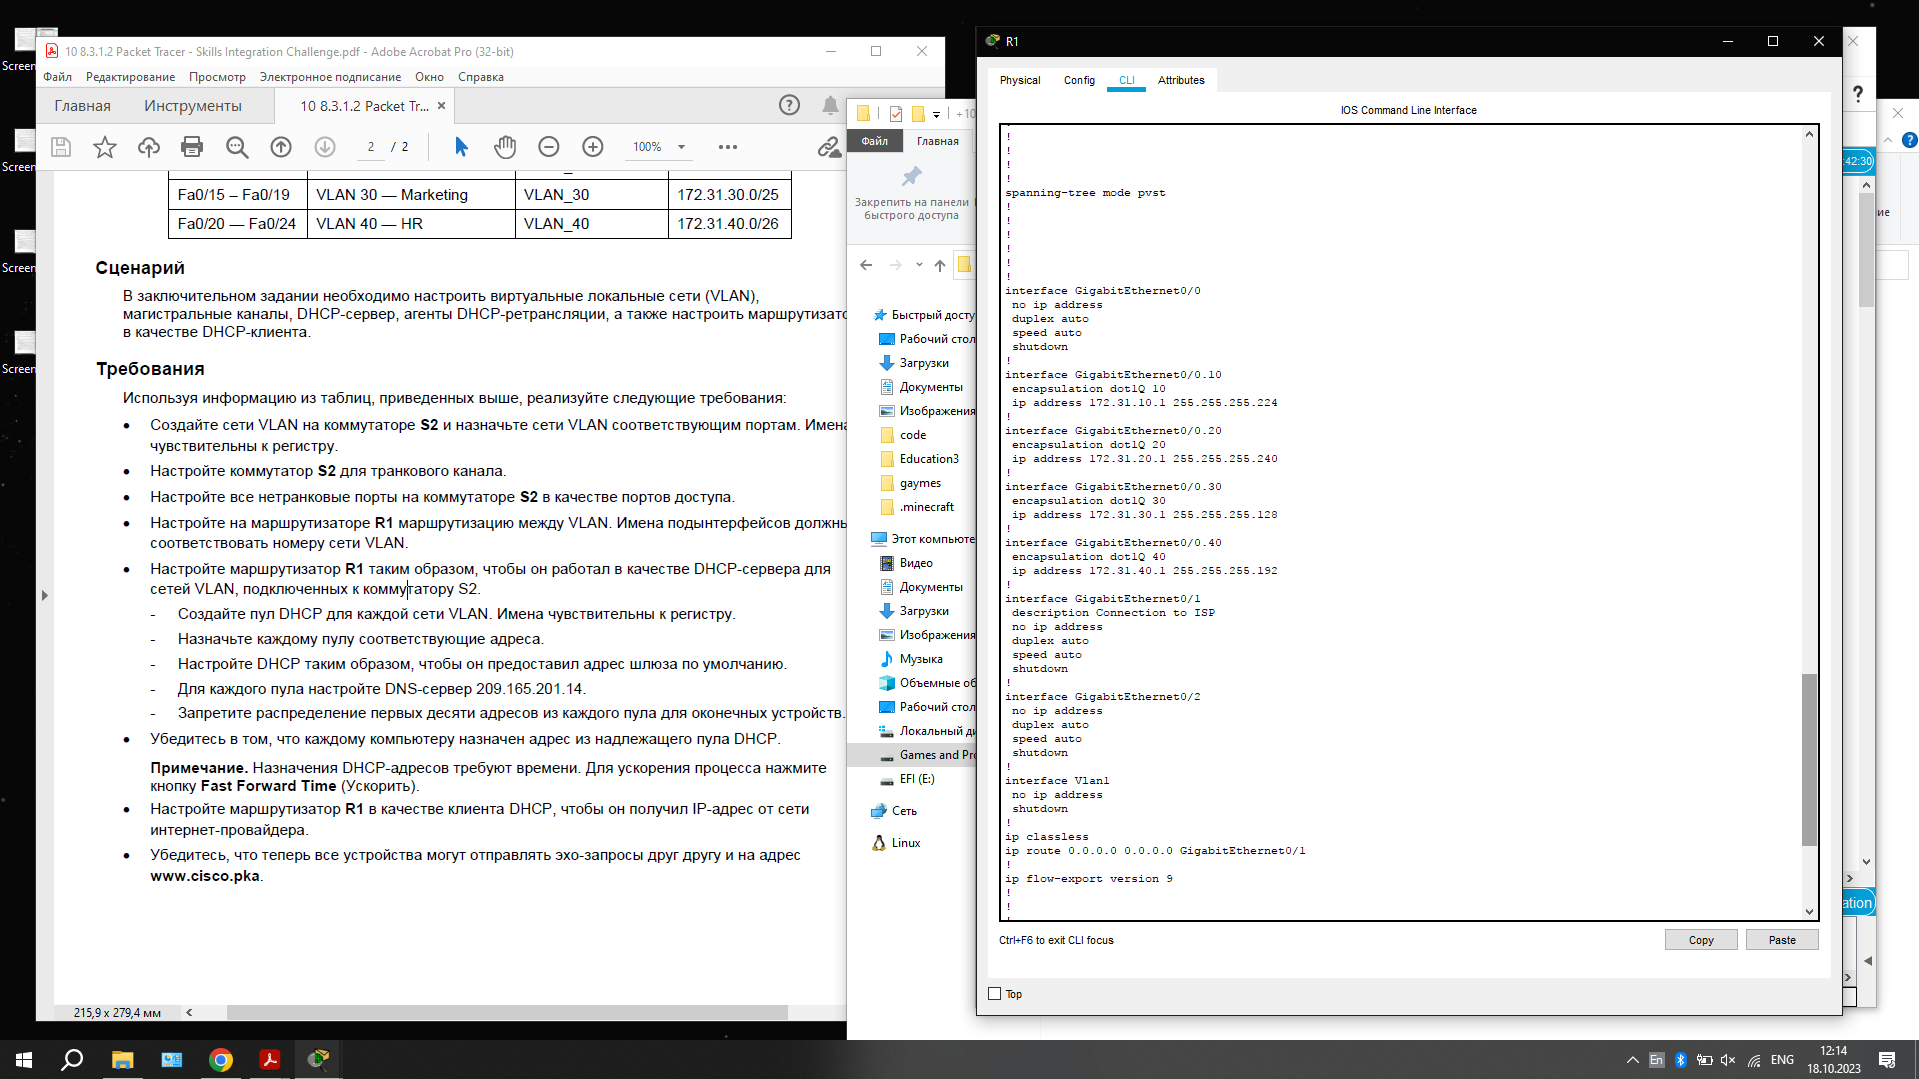 Screen
Screen
Screen
Screen
10 8.3.1.2 Packet Tracer - Skills Integration Challenge.pdf - Adobe Acrobat Pro (32-bit)
Файл Редактирование Просмотр Электронное подписание Окно Справка
Главная Инструменты 10 8.3.1.2 Packet Tr... ×
2 / 2 100%
Fa0/15 – Fa0/19 VLAN 30 — Marketing VLAN_30 172.31.30.0/25
Fa0/20 — Fa0/24 VLAN 40 — HR VLAN_40 172.31.40.0/26
Сценарий
В заключительном задании необходимо настроить виртуальные локальные сети (VLAN),
магистральные каналы, DHCP-сервер, агенты DHCP-ретрансляции, а также настроить маршрутизато
в качестве DHCP-клиента.
Требования
Используя информацию из таблиц, приведенных выше, реализуйте следующие требования:
• Создайте сети VLAN на коммутаторе S2 и назначьте сети VLAN соответствующим портам. Имена
чувствительны к регистру.
• Настройте коммутатор S2 для транкового канала.
• Настройте все нетранковые порты на коммутаторе S2 в качестве портов доступа.
• Настройте на маршрутизаторе R1 маршрутизацию между VLAN. Имена подынтерфейсов должны
соответствовать номеру сети VLAN.
• Настройте маршрутизатор R1 таким образом, чтобы он работал в качестве DHCP-сервера для
сетей VLAN, подключенных к коммутатору S2.
- Создайте пул DHCP для каждой сети VLAN. Имена чувствительны к регистру.
- Назначьте каждому пулу соответствующие адреса.
- Настройте DHCP таким образом, чтобы он предоставил адрес шлюза по умолчанию.
- Для каждого пула настройте DNS-сервер 209.165.201.14.
- Запретите распределение первых десяти адресов из каждого пула для оконечных устройств.
• Убедитесь в том, что каждому компьютеру назначен адрес из надлежащего пула DHCP.
Примечание. Назначения DHCP-адресов требуют времени. Для ускорения процесса нажмите
кнопку Fast Forward Time (Ускорить).
• Настройте маршрутизатор R1 в качестве клиента DHCP, чтобы он получил IP-адрес от сети
интернет-провайдера.
• Убедитесь, что теперь все устройства могут отправлять эхо-запросы друг другу и на адрес
www.cisco.pka.
215,9 x 279,4 мм
+10
Файл Главная
Закрепить на панели
быстрого доступа
Быстрый досту
Рабочий стол
Загрузки
Документы
Изображения
code
Education3
gaymes
.minecraft
Этот компьюте
Видео
Документы
Загрузки
Изображения
Музыка
Объемные об
Рабочий стол
Локальный ди
Games and Pro
EFI (E:)
Сеть
Linux
R1
Physical Config CLI Attributes
IOS Command Line Interface
!
!
!
!
spanning-tree mode pvst
!
!
!
!
!
!
interface GigabitEthernet0/0
no ip address
duplex auto
speed auto
shutdown
!
interface GigabitEthernet0/0.10
encapsulation dot1Q 10
ip address 172.31.10.1 255.255.255.224
!
interface GigabitEthernet0/0.20
encapsulation dot1Q 20
ip address 172.31.20.1 255.255.255.240
!
interface GigabitEthernet0/0.30
encapsulation dot1Q 30
ip address 172.31.30.1 255.255.255.128
!
interface GigabitEthernet0/0.40
encapsulation dot1Q 40
ip address 172.31.40.1 255.255.255.192
!
interface GigabitEthernet0/1
description Connection to ISP
no ip address
duplex auto
speed auto
shutdown
!
interface GigabitEthernet0/2
no ip address
duplex auto
speed auto
shutdown
!
interface Vlan1
no ip address
shutdown
!
ip classless
ip route 0.0.0.0 0.0.0.0 GigabitEthernet0/1
!
ip flow-export version 9
!
!
!
Ctrl+F6 to exit CLI focus
Copy Paste
Top
:42:30
ие
ation
En ENG
12:14
18.10.2023